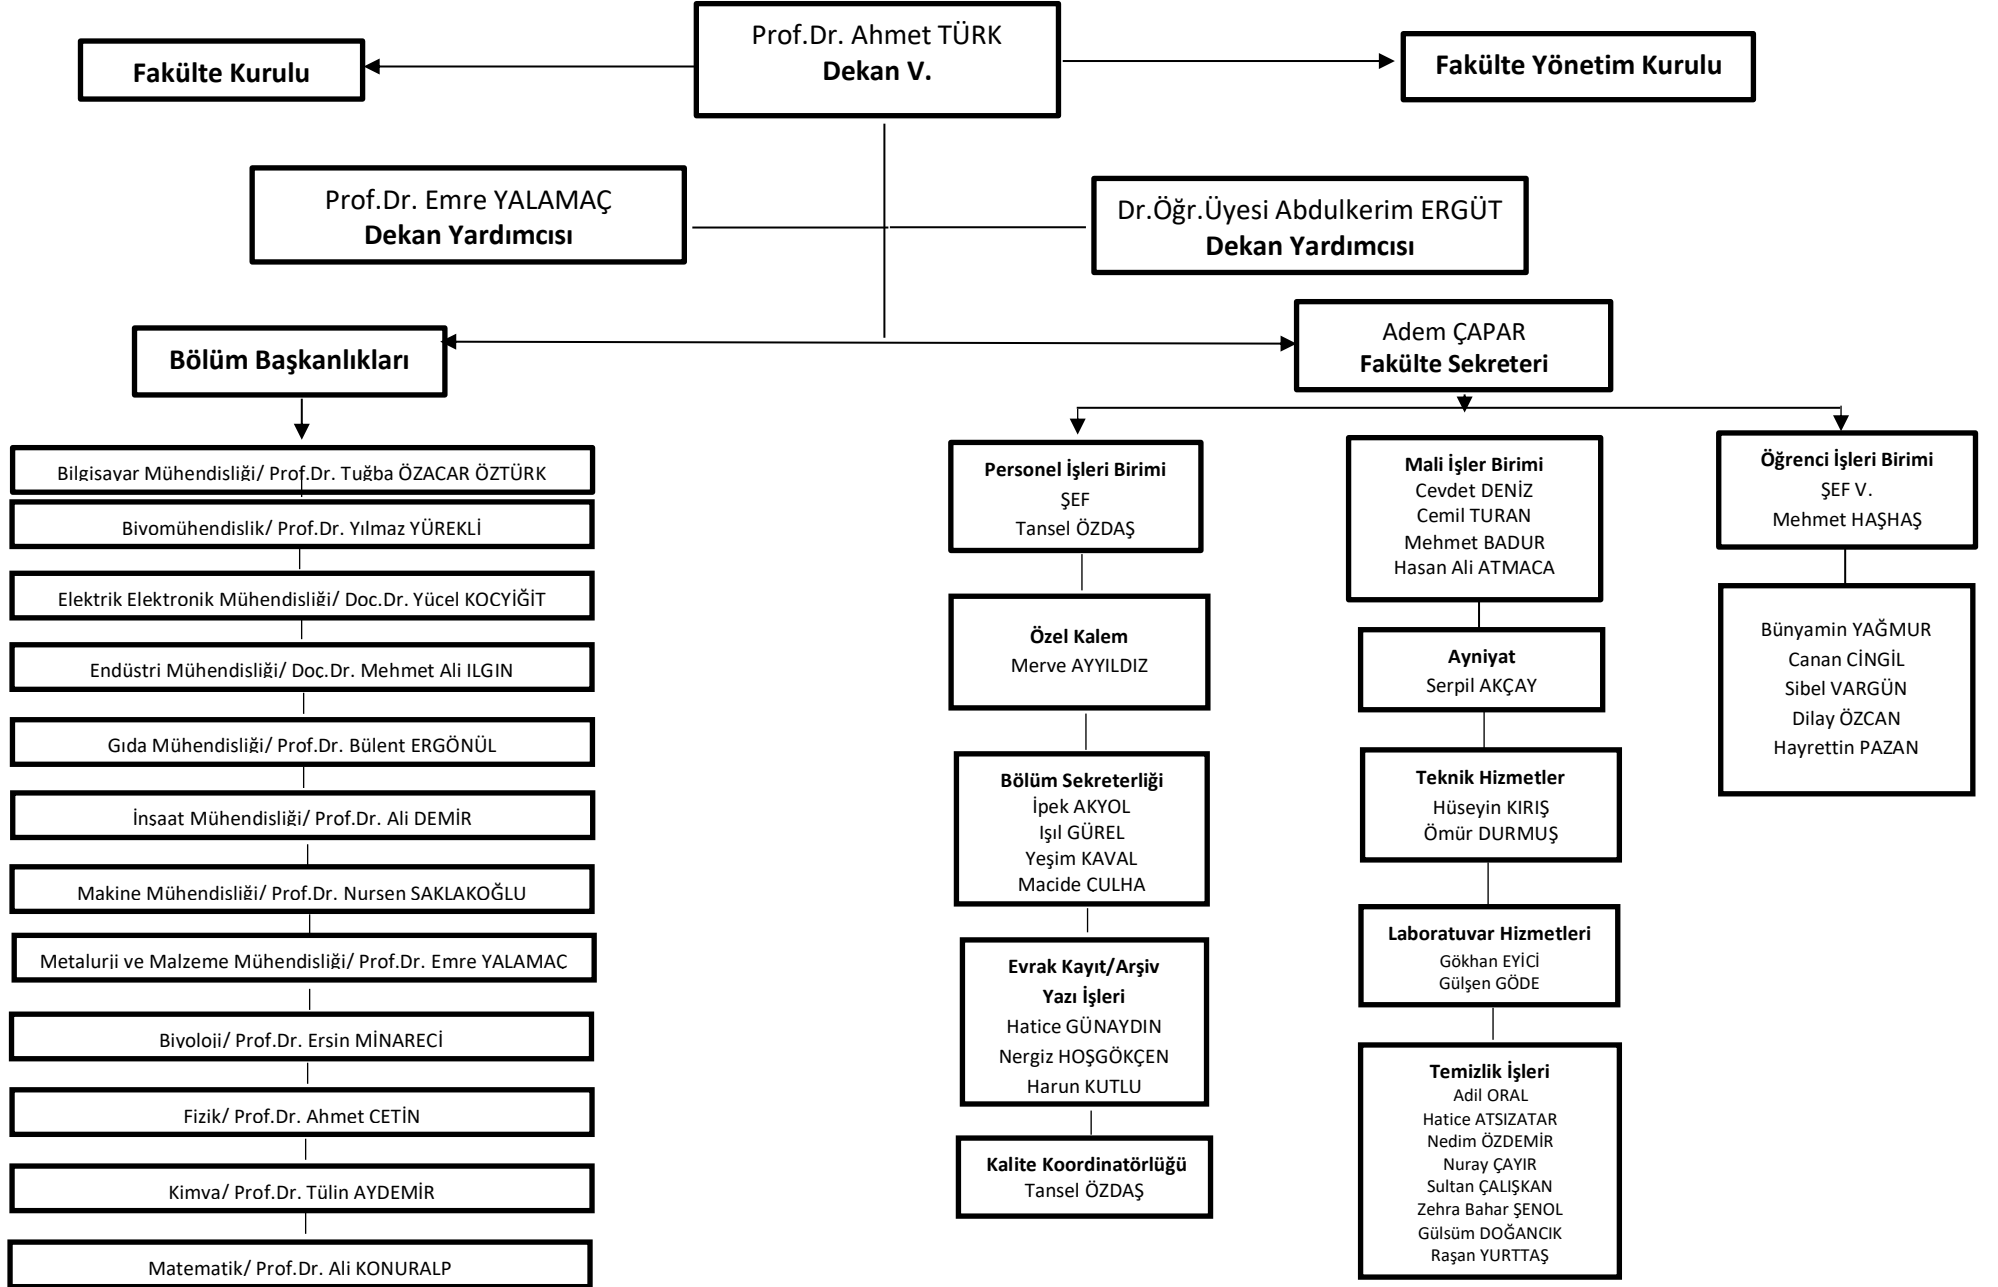 Prof.Dr. Ahmet TÜRK
Dekan V.
Fakülte Kurulu
Fakülte Yönetim Kurulu
Prof.Dr. Emre YALAMAÇ
Dekan Yardımcısı
Dr.Öğr.Üyesi Abdulkerim ERGÜT
Dekan Yardımcısı
Bölüm Başkanlıkları
Adem ÇAPAR
Fakülte Sekreteri
Bilgisayar Mühendisliği/ Prof.Dr. Tuğba ÖZACAR ÖZTÜRK
Biyomühendislik/ Prof.Dr. Yılmaz YÜREKLİ
Elektrik Elektronik Mühendisliği/ Doç.Dr. Yücel KOÇYİĞİT
Endüstri Mühendisliği/ Doç.Dr. Mehmet Ali ILGIN
Gıda Mühendisliği/ Prof.Dr. Bülent ERGÖNÜL
İnşaat Mühendisliği/ Prof.Dr. Ali DEMİR
Makine Mühendisliği/ Prof.Dr. Nurşen SAKLAKOĞLU
Metalurji ve Malzeme Mühendisliği/ Prof.Dr. Emre YALAMAÇ
Biyoloji/ Prof.Dr. Ersin MİNARECİ
Fizik/ Prof.Dr. Ahmet ÇETİN
Kimya/ Prof.Dr. Tülin AYDEMİR
Matematik/ Prof.Dr. Ali KONURALP
Personel İşleri Birimi
ŞEF
Tansel ÖZDAŞ
Özel Kalem
Merve AYYILDIZ
Bölüm Sekreterliği
İpek AKYOL
Işıl GÜREL
Yeşim KAVAL
Macide CULHA
Evrak Kayıt/Arşiv
Yazı İşleri
Hatice GÜNAYDIN
Nergiz HOŞGÖKÇEN
Harun KUTLU
Kalite Koordinatörlüğü
Tansel ÖZDAŞ
Mali İşler Birimi
Cevdet DENİZ
Cemil TURAN
Mehmet BADUR
Hasan Ali ATMACA
Ayniyat
Serpil AKÇAY
Teknik Hizmetler
Hüseyin KIRIŞ
Ömür DURMUŞ
Laboratuvar Hizmetleri
Gökhan EYİCİ
Gülşen GÖDE
Temizlik İşleri
Adil ORAL
Hatice ATSIZATAR
Nedim ÖZDEMİR
Nuray ÇAYIR
Sultan ÇALIŞKAN
Zehra Bahar ŞENOL
Gülsüm DOĞANCIK
Raşan YURTTAŞ
Öğrenci İşleri Birimi
ŞEF V.
Mehmet HAŞHAŞ
Bünyamin YAĞMUR
Canan CİNGİL
Sibel VARGÜN
Dilay ÖZCAN
Hayrettin PAZAN